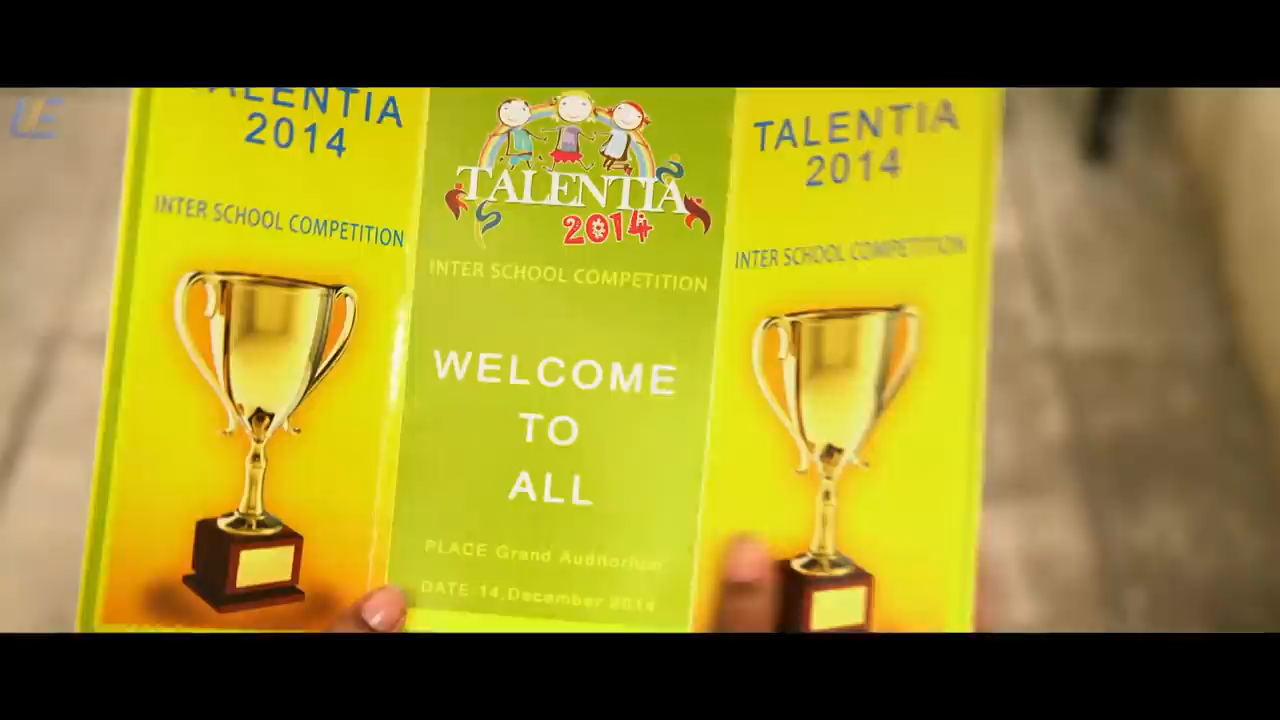 UE
TALENTIA
2014
INTER SCHOOL COMPETITION
TALENTIA
2014
INTER SCHOOL COMPETITION
WELCOME
TO
ALL
PLACE Grand Auditorium
DATE 14,December 2014
TALENTIA
2014
INTER SCHOOL COMPETITION